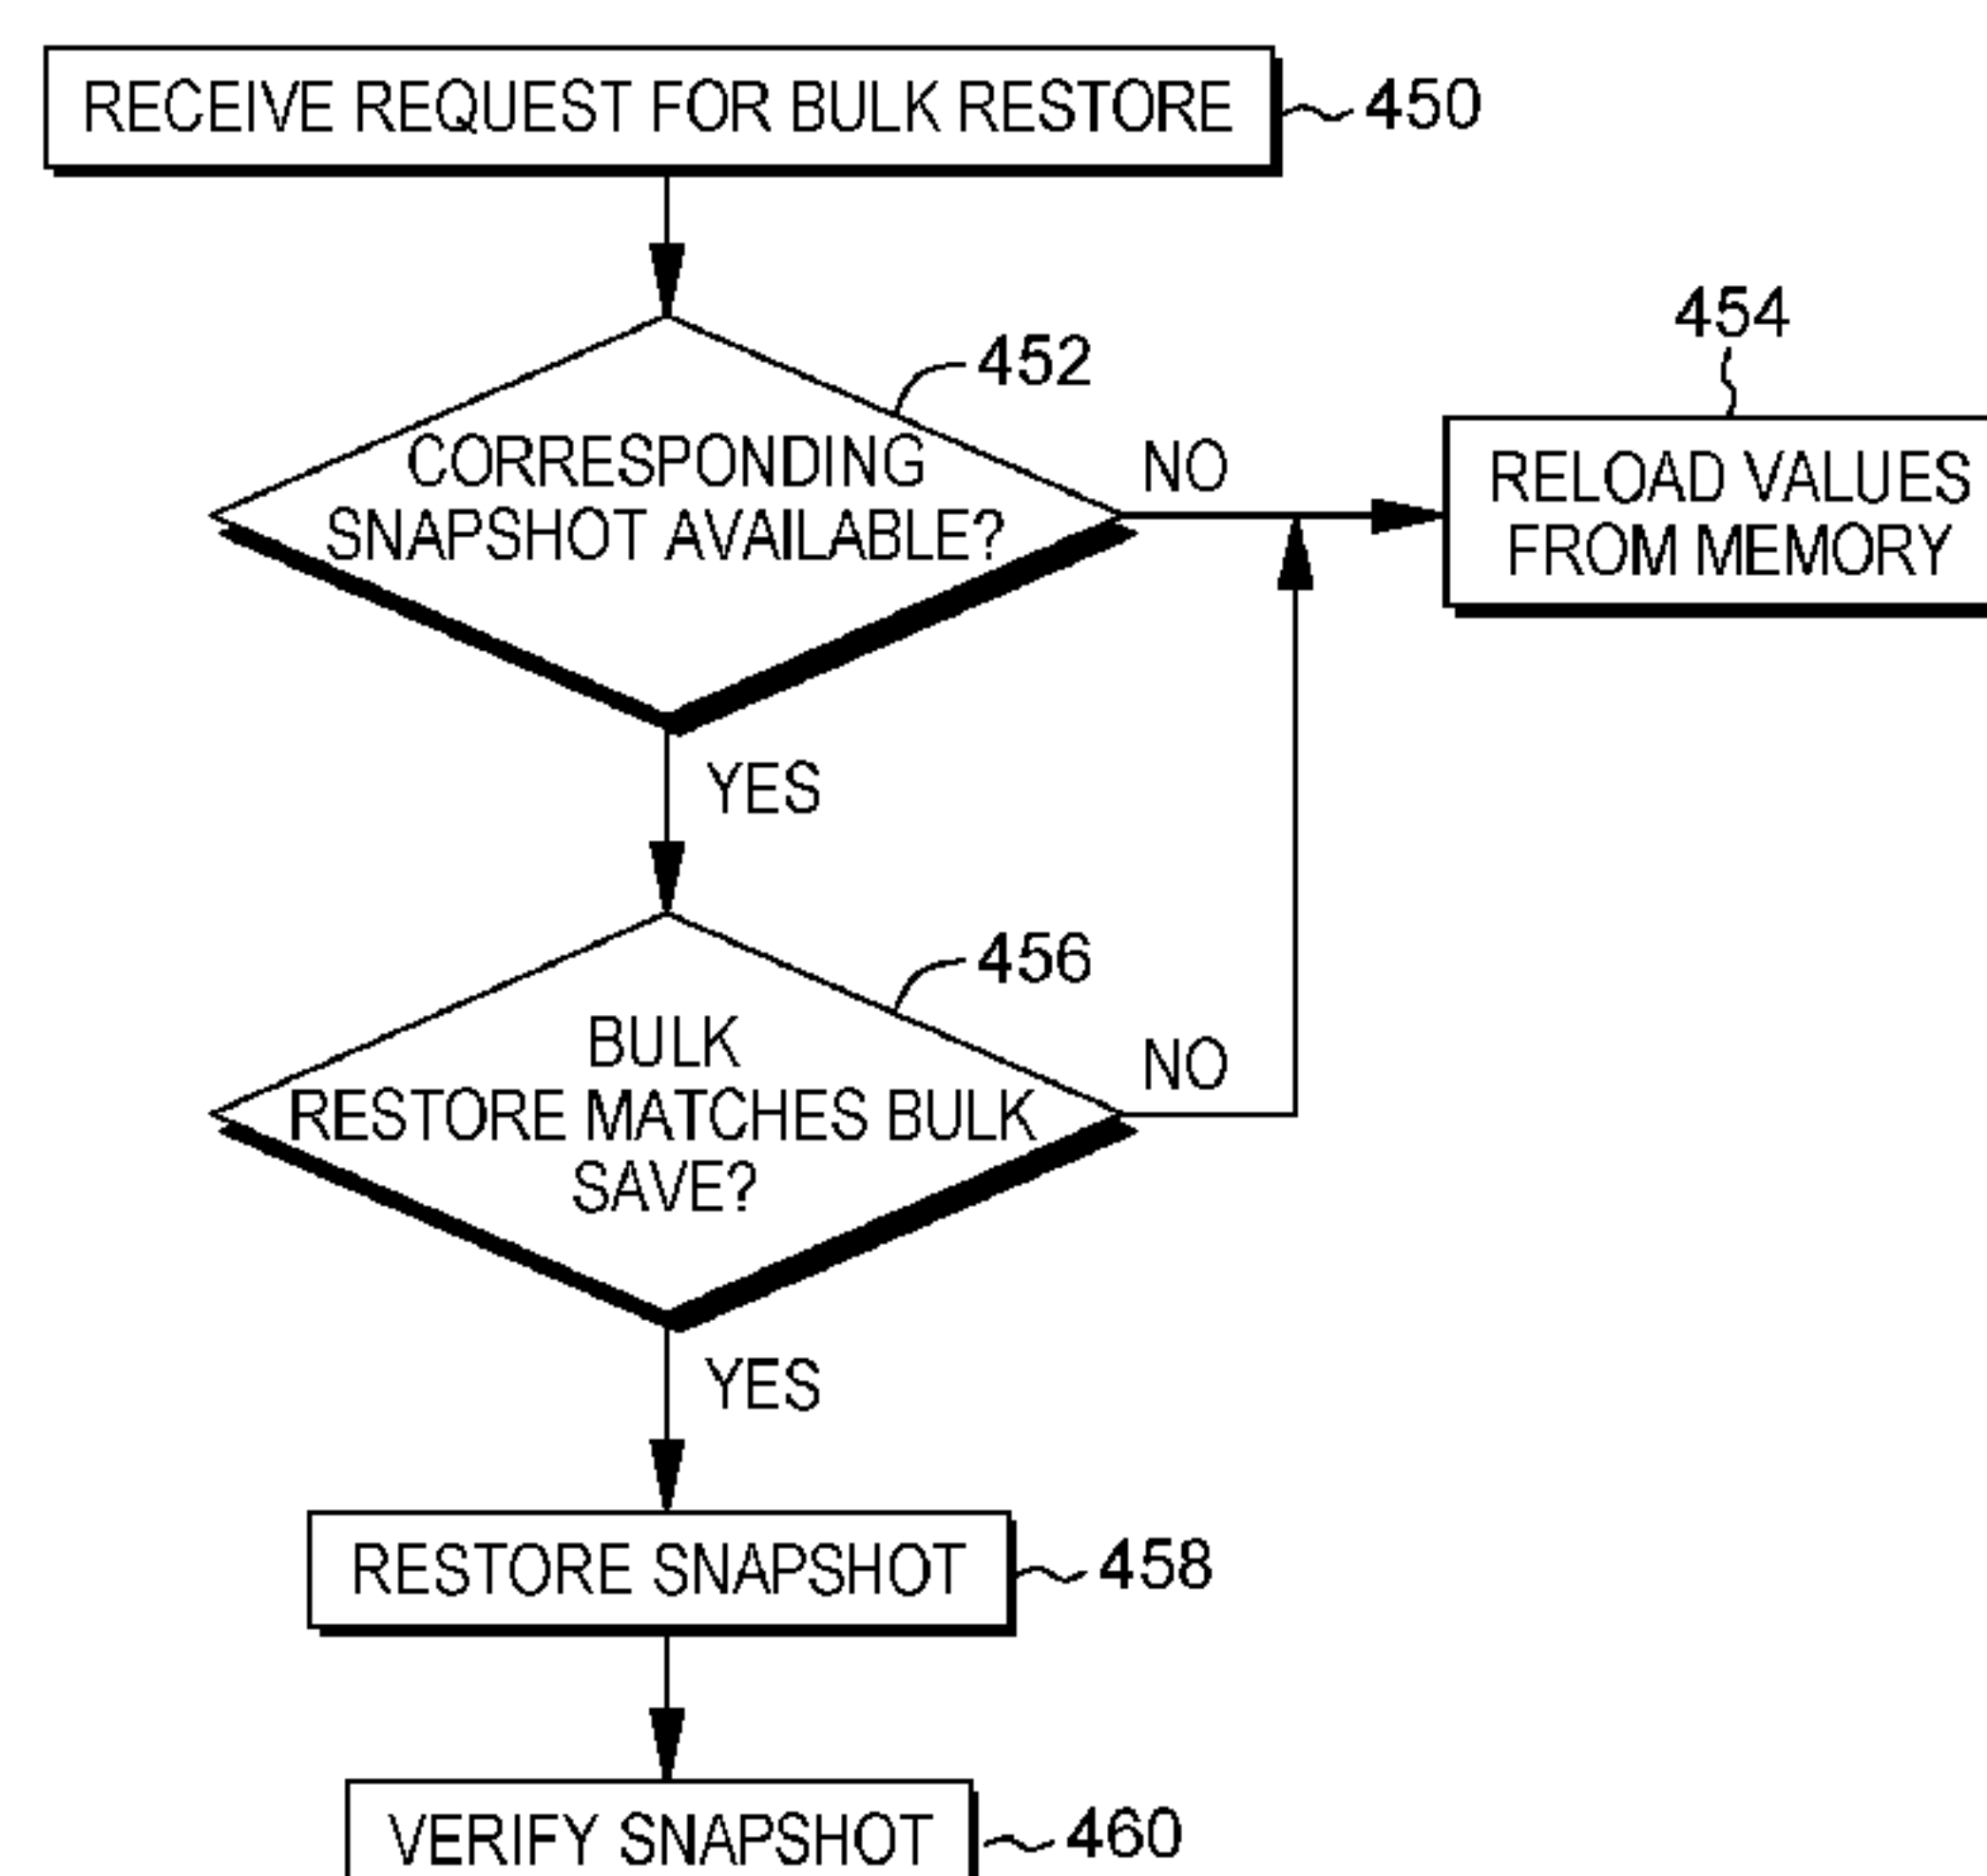 RECEIVE REQUEST FOR BULK RESTORE
450
452
CORRESPONDING
SNAPSHOT AVAILABLE?
NO
454
RELOAD VALUES
FROM MEMORY
YES
456
BULK
RESTORE MATCHES BULK
SAVE?
NO
YES
RESTORE SNAPSHOT
458
VERIFY SNAPSHOT
460